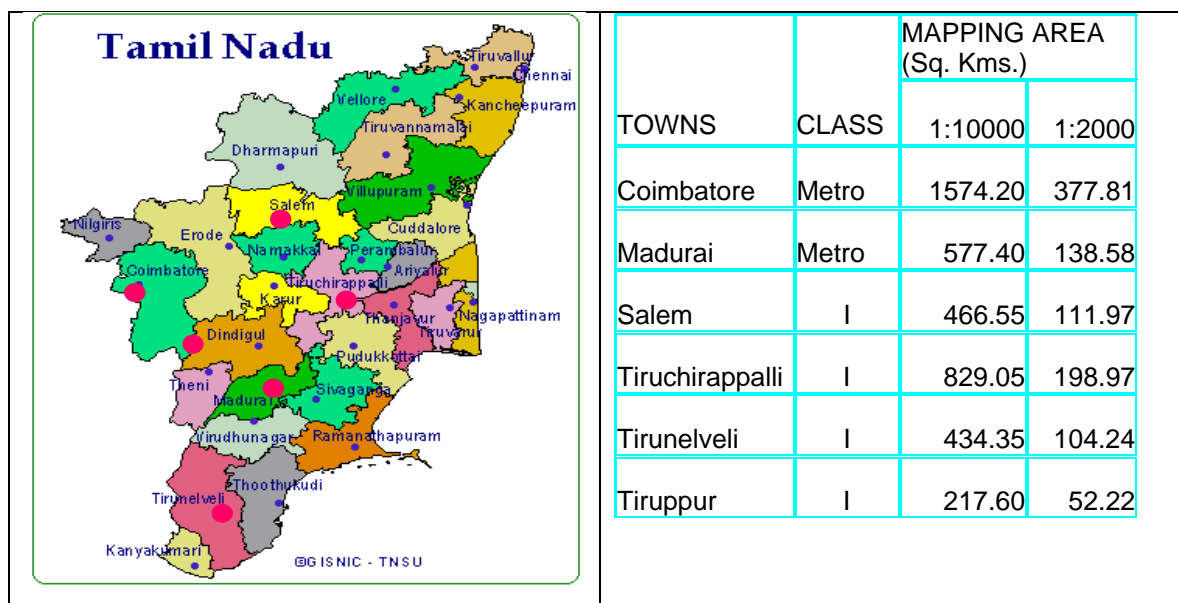 Tamil Nadu
Tiruvallur
Chennai
Vellore
Kancheepuram
Tiruvannamalai
Dharmapuri
Villupuram
Salem
Nilgiris
Erode
Cuddalore
Namakkal
Perambalur
Coimbatore
Ariyalur
Tiruchirappalli
Karur
Thanjavur
Nagapattinam
Tiruvarur
Dindigul
Pudukkottai
Theni
Madurai
Sivaganga
Virudhunagar
Ramanathapuram
Thoothukudi
Tirunelveli
Kanyakumari
©GISNIC - TNSU
MAPPING AREA
(Sq. Kms.)
TOWNS CLASS 1:10000 1:2000
Coimbatore Metro 1574.20 377.81
Madurai Metro 577.40 138.58
Salem I 466.55 111.97
Tiruchirappalli I 829.05 198.97
Tirunelveli I 434.35 104.24
Tiruppur I 217.60 52.22